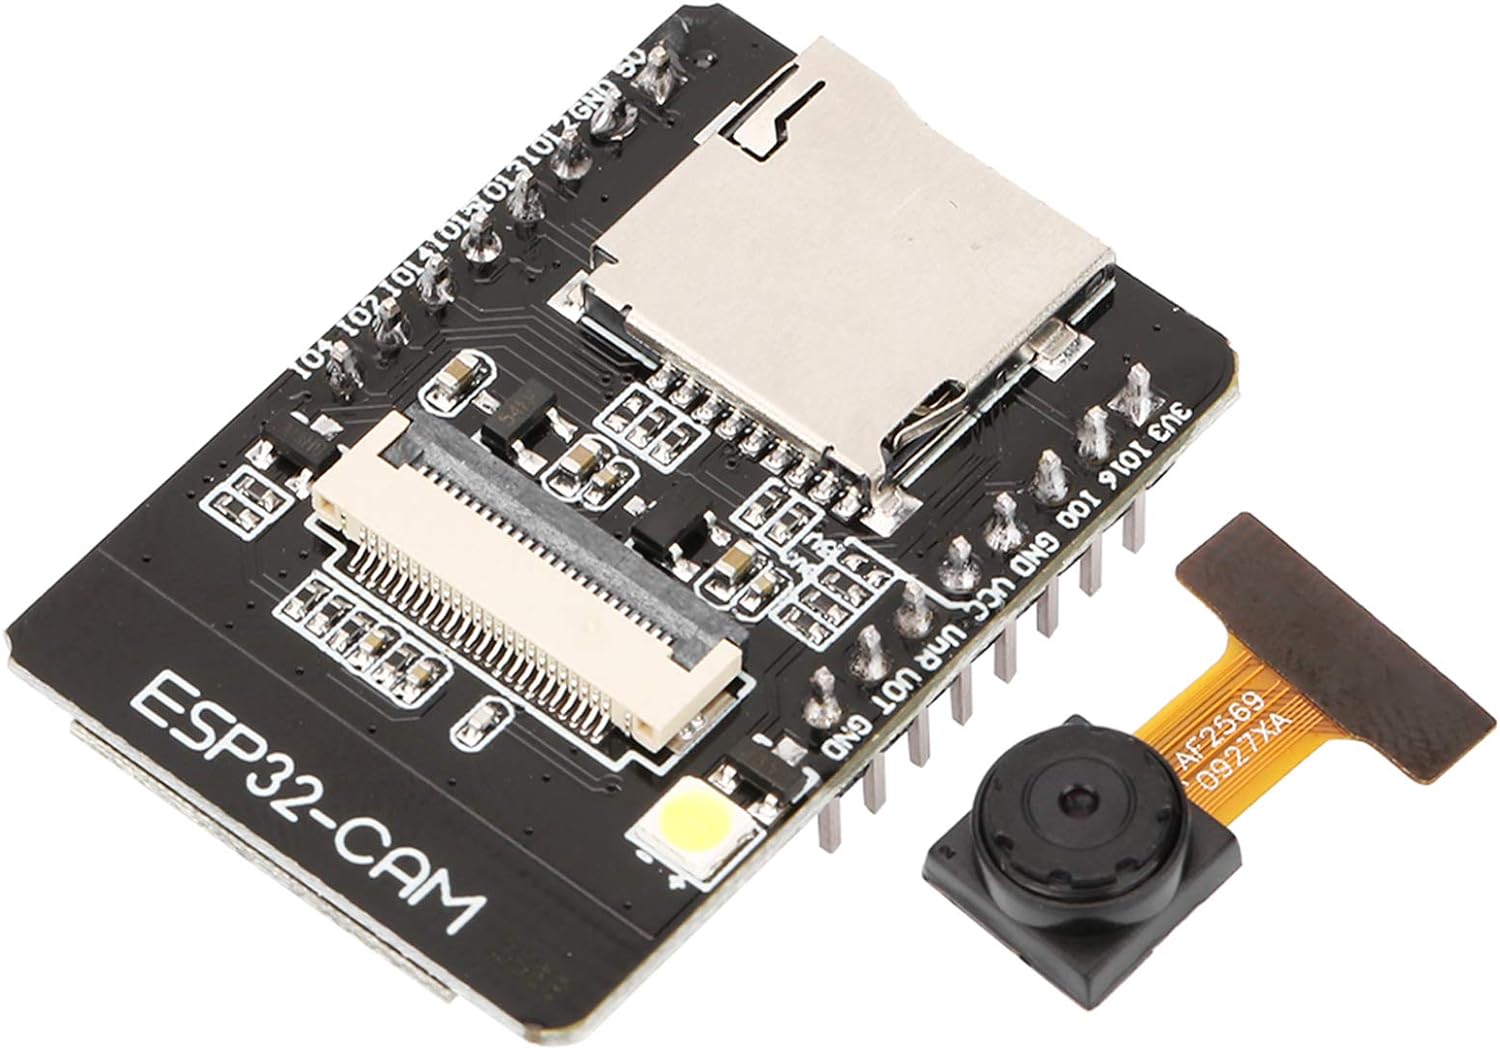 5V
GND
IO12
IO13
IO15
IO14
IO2
IO4
3V3
IO16
IO0
GND
VCC
U0R
U0T
GND
ESP32-CAM
AF2569
0927XA